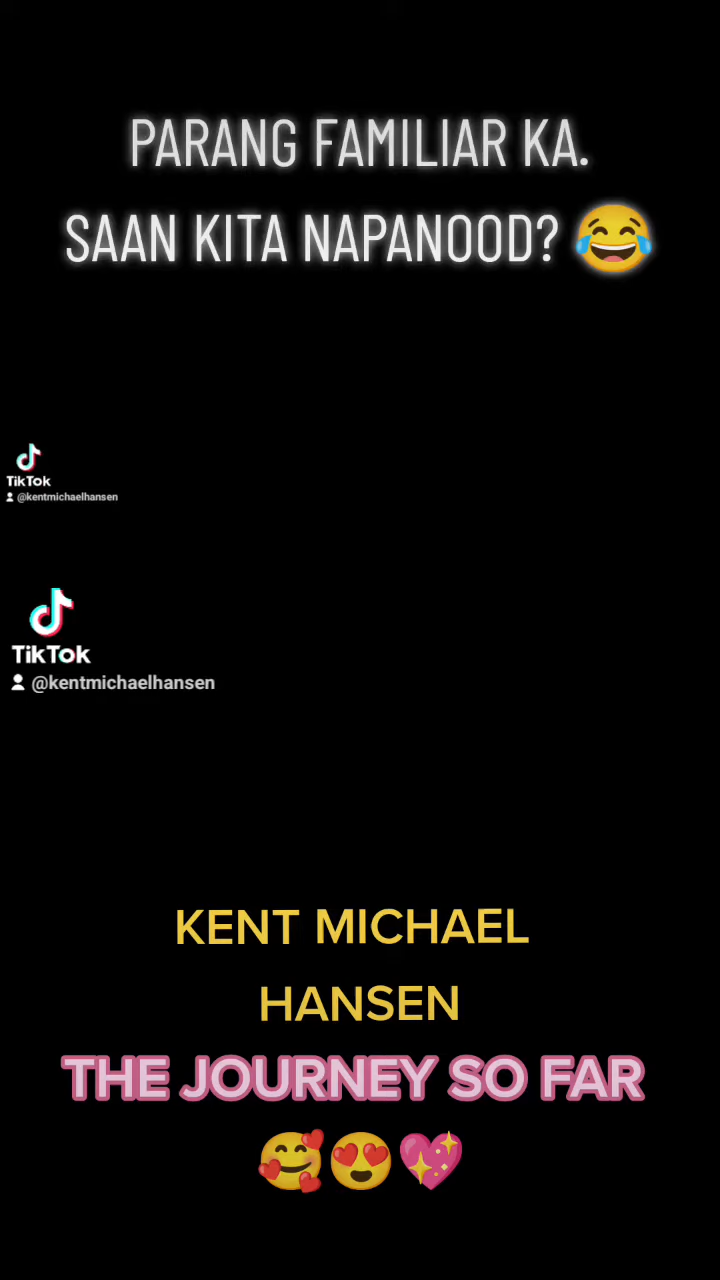 PARANG FAMILIAR KA.
SAAN KITA NAPANOOD? 😂
TikTok
@kentmichaelhansen
TikTok
@kentmichaelhansen
KENT MICHAEL
HANSEN
THE JOURNEY SO FAR
🥰😍💖